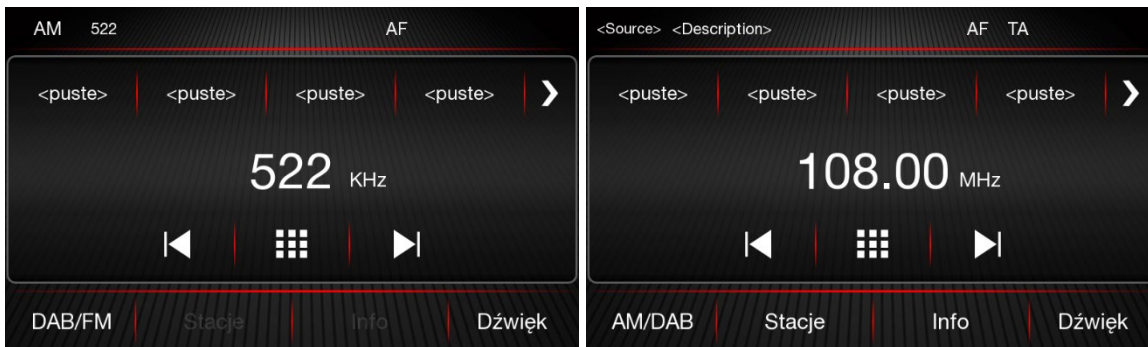 AM 522 AF
<puste> <puste> <puste> <puste>
522 KHz
DAB/FM Stacje Info Dźwięk
<Source> <Description> AF TA
<puste> <puste> <puste> <puste>
108.00 MHz
AM/DAB Stacje Info Dźwięk